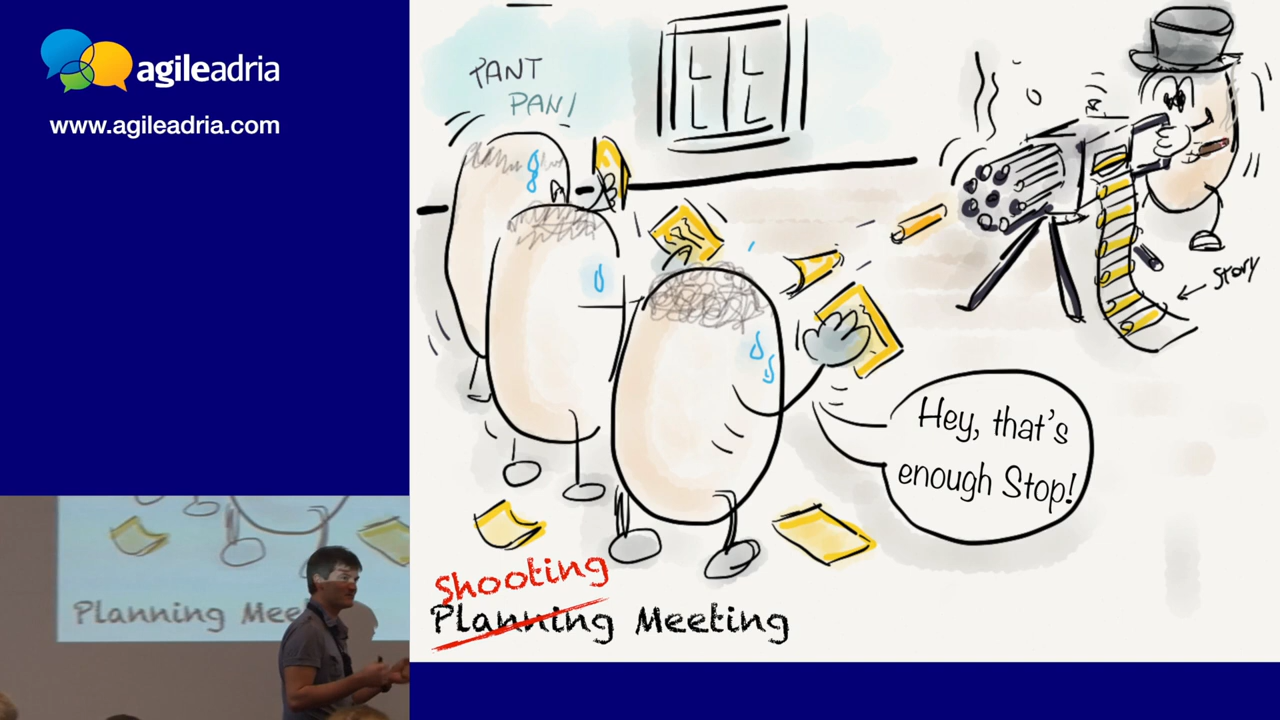 agileadria
www.agileadria.com
PANT
PAN!
STORY
Hey, that's
enough Stop!
Shooting
Planning Meeting
Planning Mee